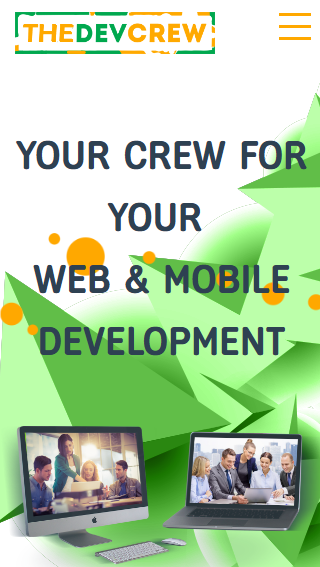 THEDEVCREW
YOUR CREW FOR
YOUR
WEB & MOBILE
DEVELOPMENT